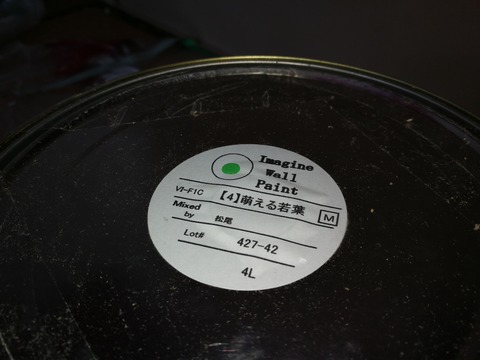 Imagine
Wall
Paint
VI-F1C 【4】萌える若葉 M
Mixed by 松尾
Lot# 427-42
4L